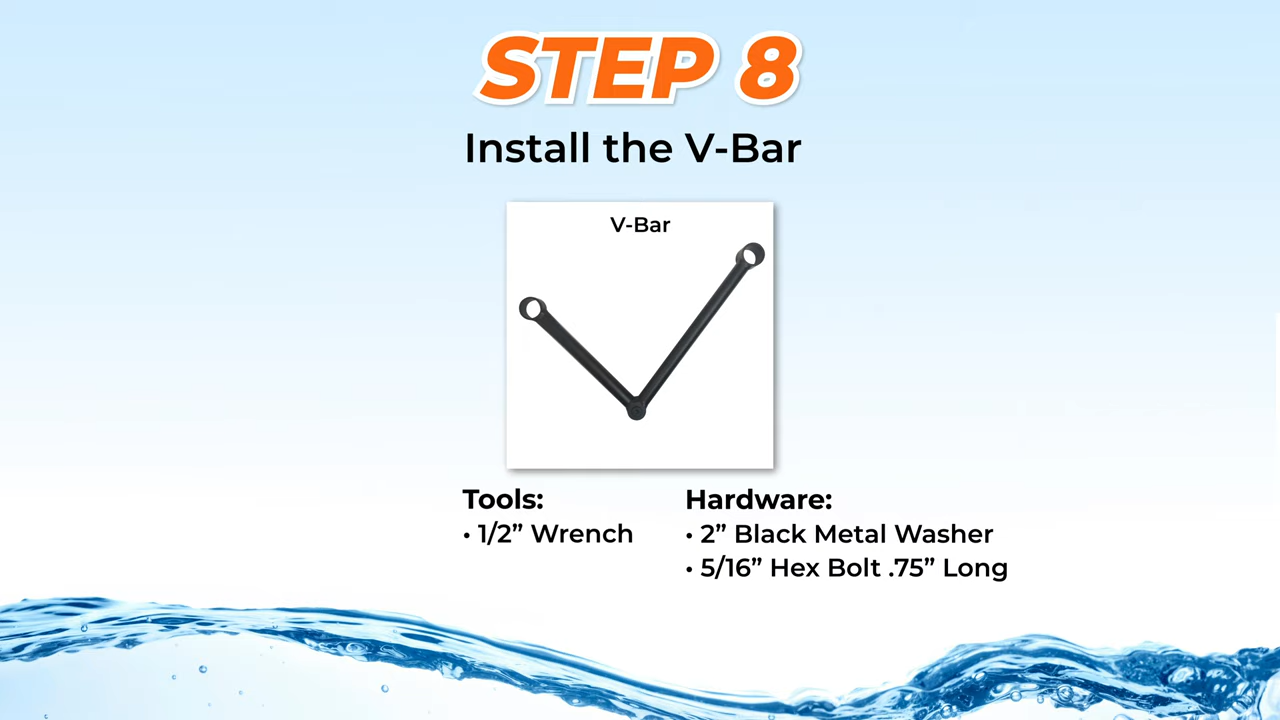 STEP 8
Install the V-Bar
V-Bar
Tools:
• 1/2” Wrench
Hardware:
• 2” Black Metal Washer
• 5/16” Hex Bolt .75” Long